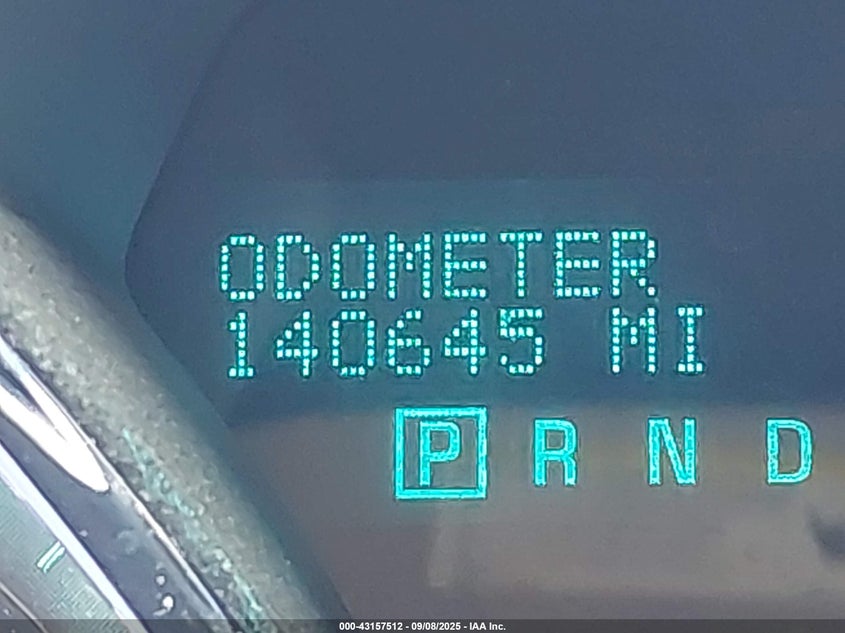 ODOMETER
140645 MI
P R N D
000-43157512 - 09/08/2025 - IAA Inc.